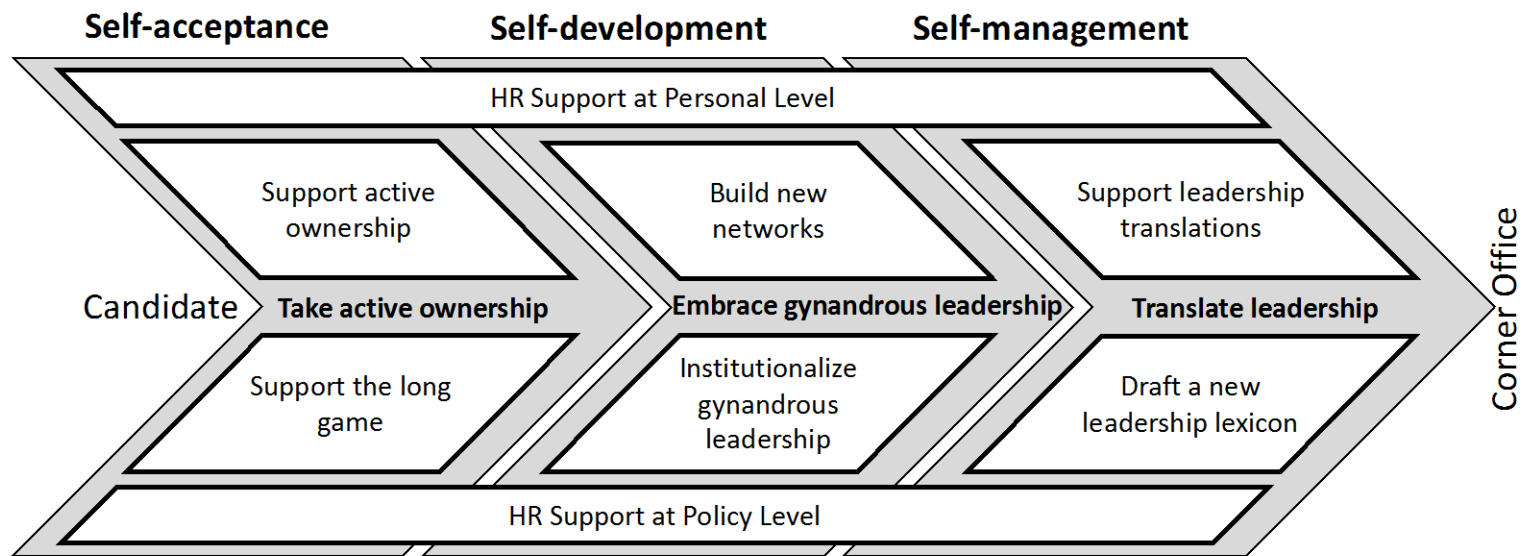 Self-acceptance
Self-development
Self-management
HR Support at Personal Level
Support active
ownership
Build new
networks
Support leadership
translations
Candidate
Take active ownership
Embrace gynandrous leadership
Translate leadership
Corner Office
Support the long
game
Institutionalize
gynandrous
leadership
Draft a new
leadership lexicon
HR Support at Policy Level